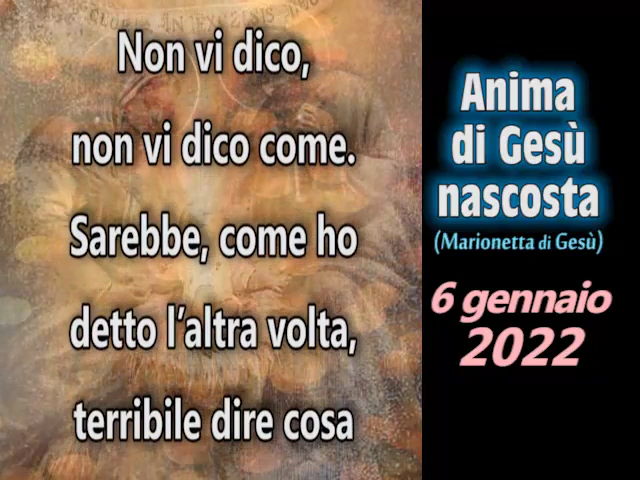 Non vi dico,
non vi dico come.
Sarebbe, come ho
detto l'altra volta,
terribile dire cosa
Anima
di Gesù
nascosta
(Marionetta di Gesù)
6 gennaio
2022